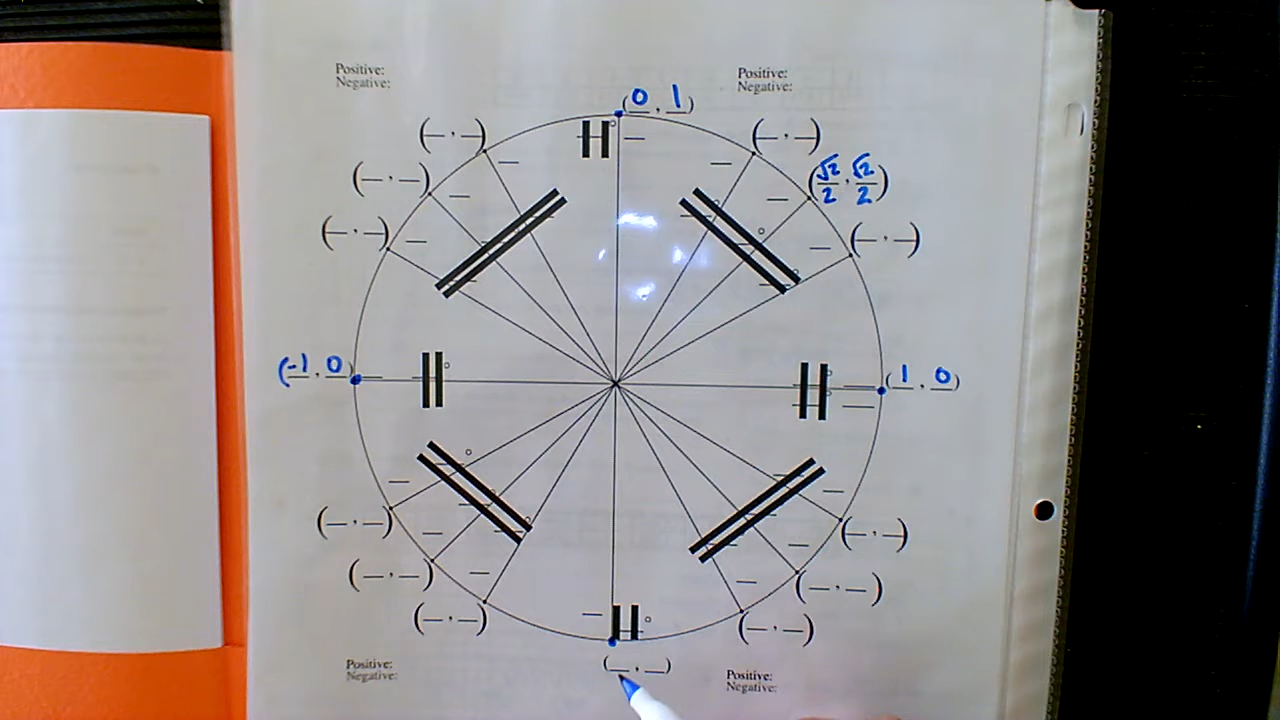 Positive:
Negative:
Positive:
Negative:
(0, 1)
(_, _)
(_, _)
(_, _)
(√2/2, √2/2)
(_, _)
(_, _)
(-1, 0)
(1, 0)
(_, _)
(_, _)
(_, _)
(_, _)
(_, _)
(_, _)
(_, _)
Positive:
Negative:
Positive:
Negative: